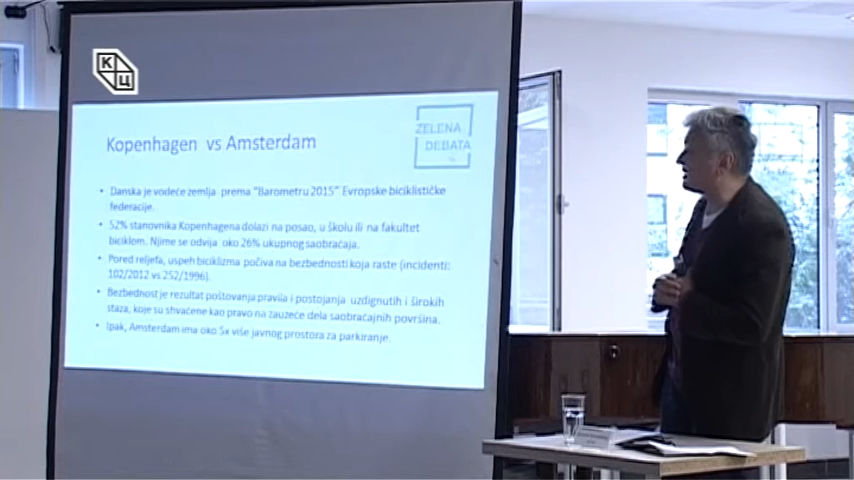 К
Ц
ZELENA
DEBATA
Kopenhagen vs Amsterdam
• Danska je vodeće zemlja prema "Barometru 2015" Evropske biciklističke
federacije.
• 52% stanovnika Kopenhagena dolazi na posao, u školu ili na fakultet
biciklom. Njime se odvija oko 26% ukupnog saobraćaja.
• Pored reljefa, uspeh biciklizma počiva na bezbednosti koja raste (incidenti:
102/2012 vs 252/1996).
• Bezbednost je rezultat poštovanja pravila i postojanja uzdignutih i širokih
staza, koje su shvaćene kao pravo na zauzeće dela saobraćajnih površina.
• Ipak, Amsterdam ima oko 5x više javnog prostora za parkiranje.